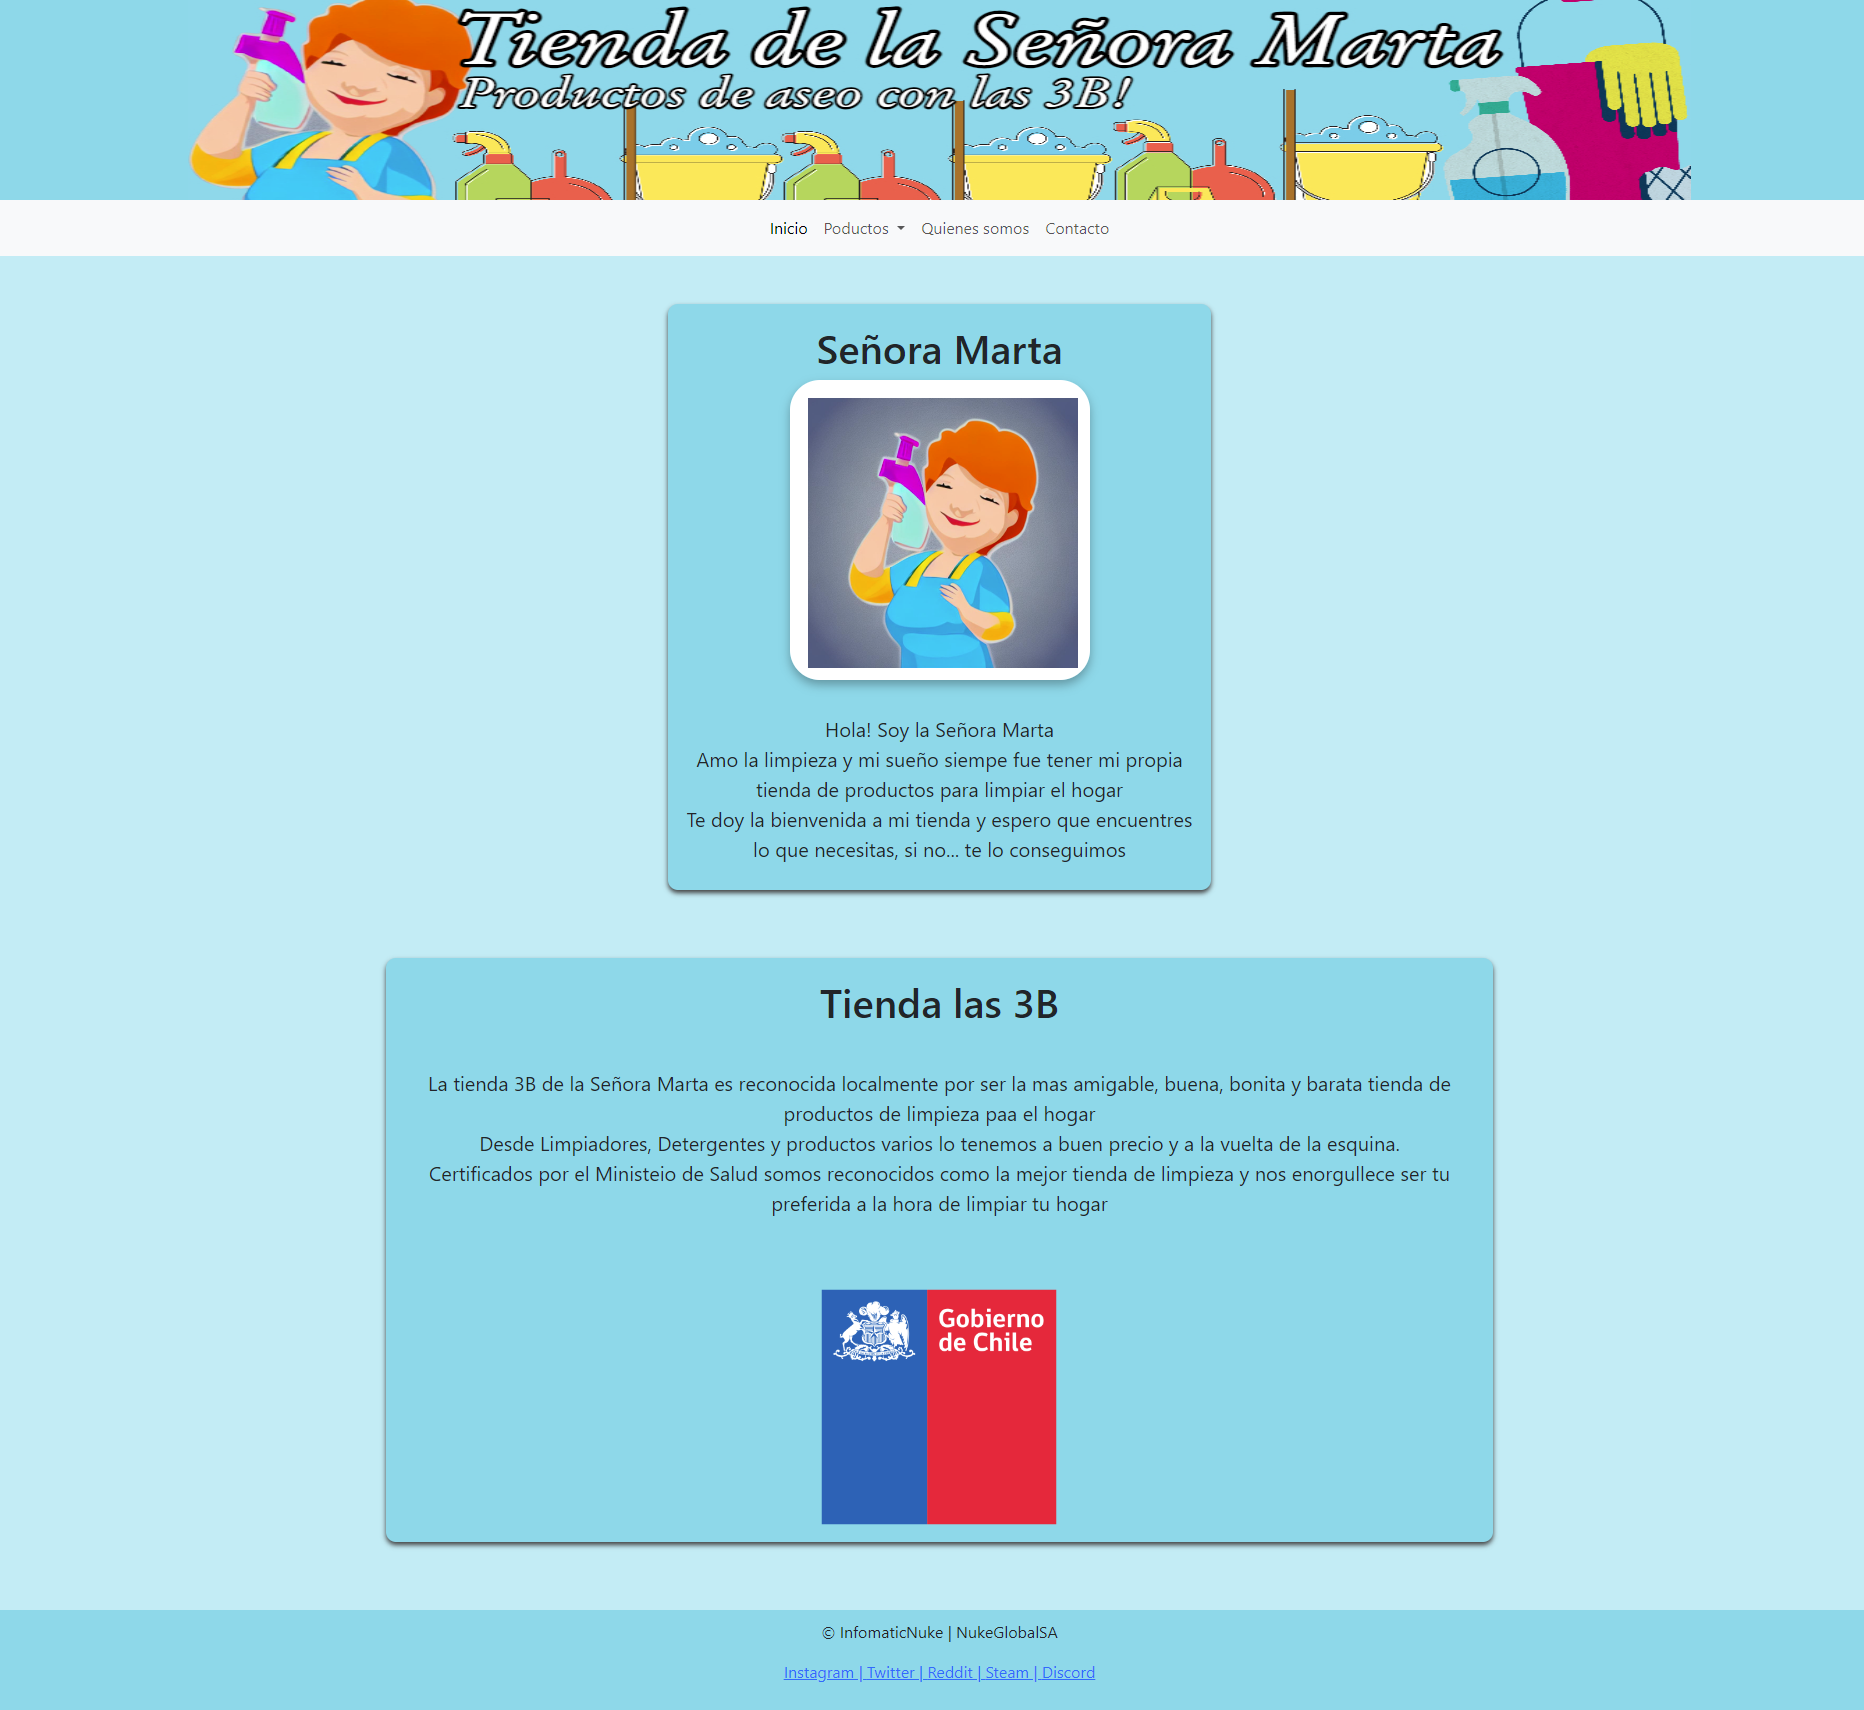 Tienda de la Señora Marta
Productos de aseo con las 3B!
Inicio Poductos Quienes somos Contacto
Señora Marta
Hola! Soy la Señora Marta
Amo la limpieza y mi sueño siempe fue tener mi propia
tienda de productos para limpiar el hogar
Te doy la bienvenida a mi tienda y espero que encuentres
lo que necesitas, si no... te lo conseguimos
Tienda las 3B
La tienda 3B de la Señora Marta es reconocida localmente por ser la mas amigable, buena, bonita y barata tienda de
productos de limpieza paa el hogar
Desde Limpiadores, Detergentes y productos varios lo tenemos a buen precio y a la vuelta de la esquina.
Certificados por el Ministeio de Salud somos reconocidos como la mejor tienda de limpieza y nos enorgullece ser tu
preferida a la hora de limpiar tu hogar
Gobierno
de Chile
© InfomaticNuke | NukeGlobalSA
Instagram | Twitter | Reddit | Steam | Discord